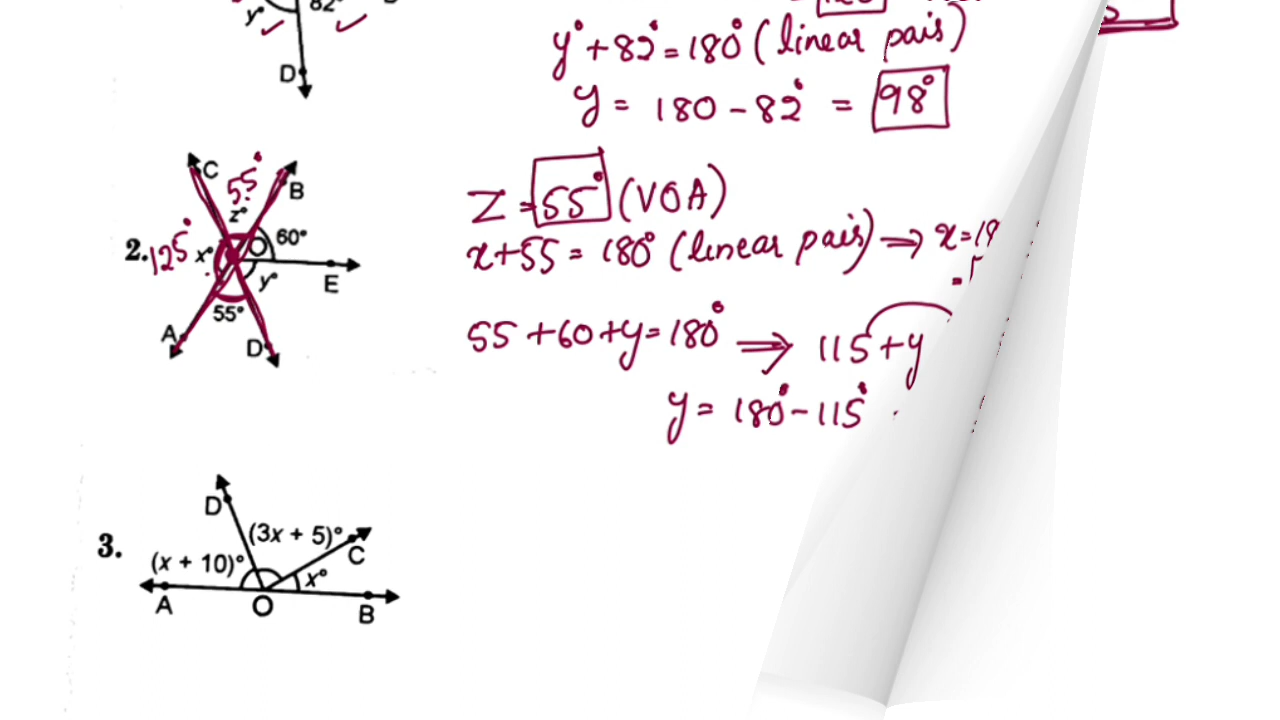 y° 82°
D
y° + 82° = 180° (linear pair)
y = 180 - 82° = 98°
C 55° B
z°
2. 125° x° O 60°
y° E
55°
A D
Z = 55° (VOA)
x+55 = 180° (linear pair) ⇒ x=18
55 + 60 + y = 180° ⇒ 115 + y
y = 180° - 115°
3.
D
(3x + 5)°
C
(x + 10)°
x°
A O B